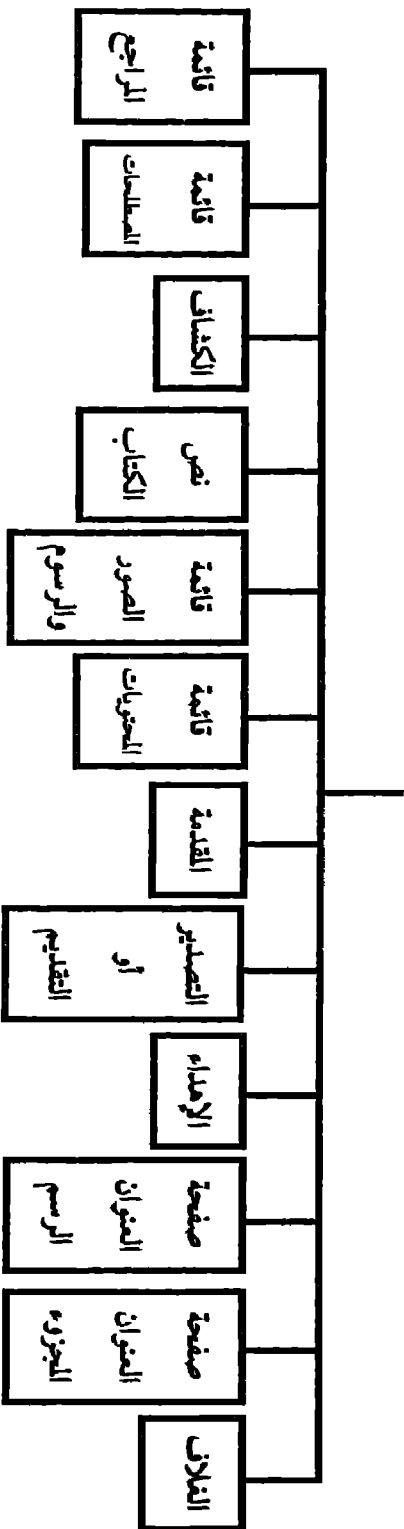 الغلاف
صفحة
العنوان
المجزوء
صفحة
العنوان
الرسم
الإهداء
التصدير
أو
التقديم
المقدمة
قائمة
المحتويات
قائمة
الصور
والرسوم
نص
الكتاب
الكشاف
قائمة
المصطلحات
قائمة
المراجع